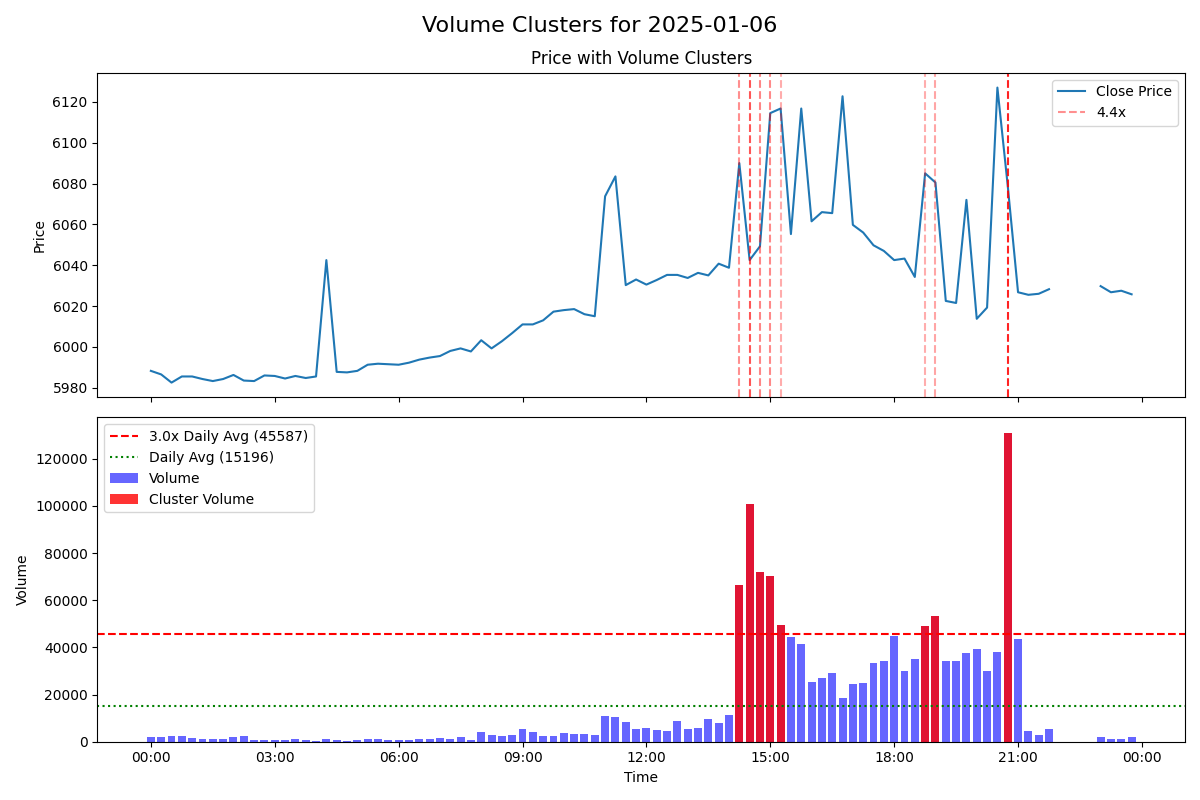 Volume Clusters for 2025-01-06
Price with Volume Clusters
Price
6120
6100
6080
6060
6040
6020
6000
5980
Close Price
4.4x
Volume
120000
100000
80000
60000
40000
20000
0
3.0x Daily Avg (45587)
Daily Avg (15196)
Volume
Cluster Volume
00:00 03:00 06:00 09:00 12:00 15:00 18:00 21:00 00:00
Time